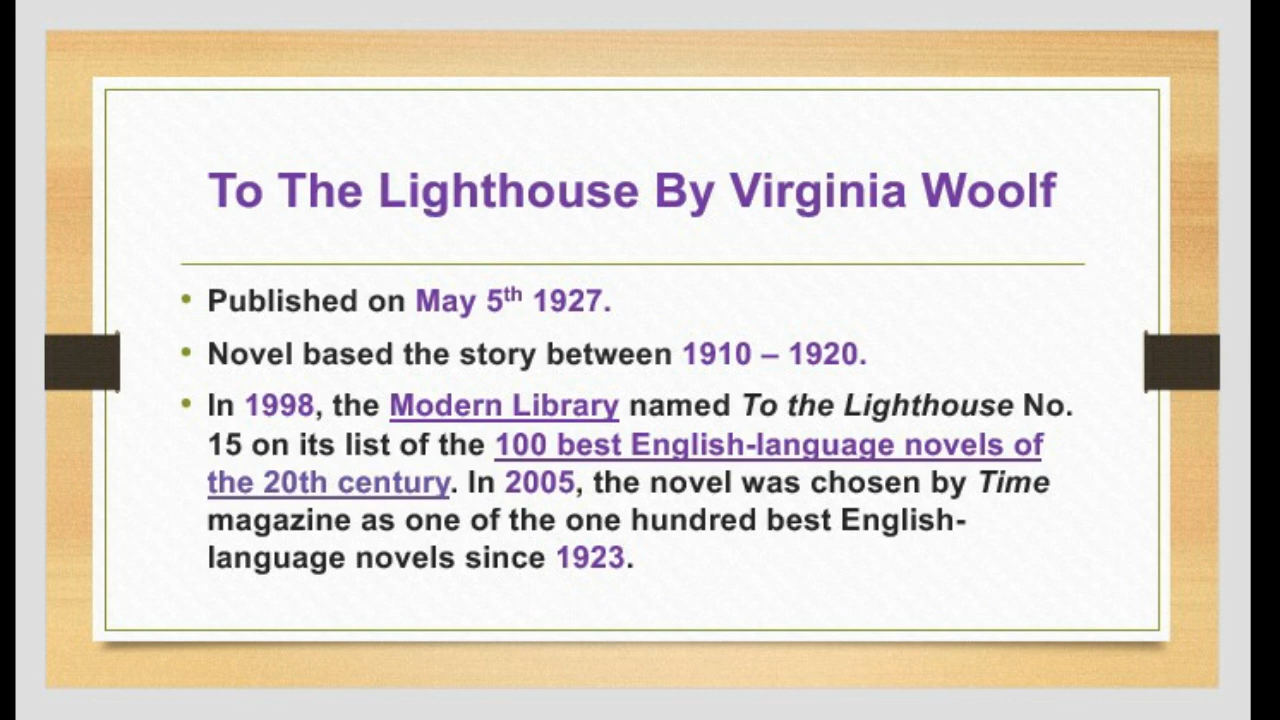 To The Lighthouse By Virginia Woolf
• Published on May 5th 1927.
• Novel based the story between 1910 – 1920.
• In 1998, the Modern Library named To the Lighthouse No.
15 on its list of the 100 best English-language novels of
the 20th century. In 2005, the novel was chosen by Time
magazine as one of the one hundred best English-
language novels since 1923.